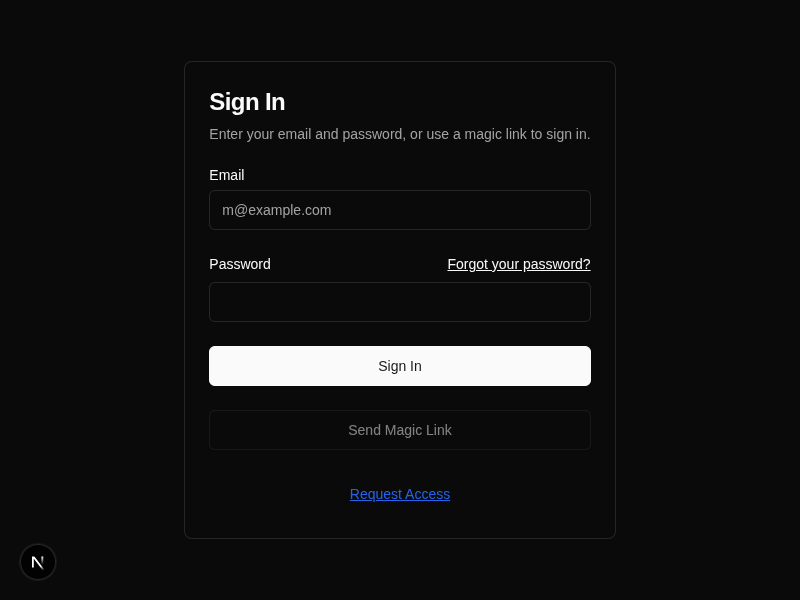 Sign In
Enter your email and password, or use a magic link to sign in.
Email
m@example.com
Password Forgot your password?
Sign In
Send Magic Link
Request Access
N